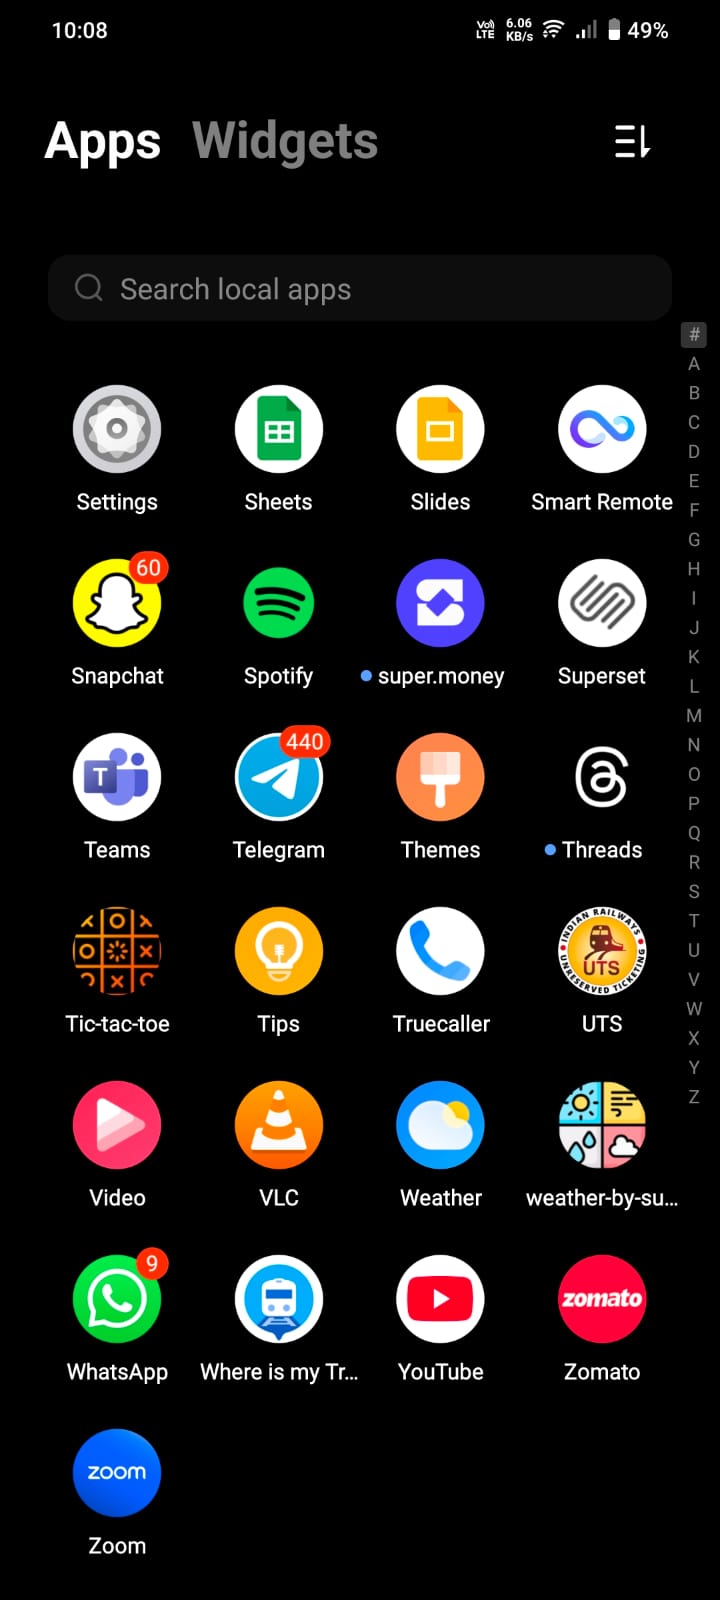 10:08 Vo) LTE 6.06 KB/s 49%
Apps Widgets
Search local apps
#
A
B
C
D
E
F
G
H
I
J
K
L
M
N
O
P
Q
R
S
T
U
V
W
X
Y
Z
Settings Sheets Slides Smart Remote
60
Snapchat Spotify super.money Superset
T 440
Teams Telegram Themes Threads
INDIAN RAILWAYS
UTS
UNRESERVED TICKETING
Tic-tac-toe Tips Truecaller UTS
Video VLC Weather weather-by-su...
9 zomato
WhatsApp Where is my Tr... YouTube Zomato
zoom
Zoom